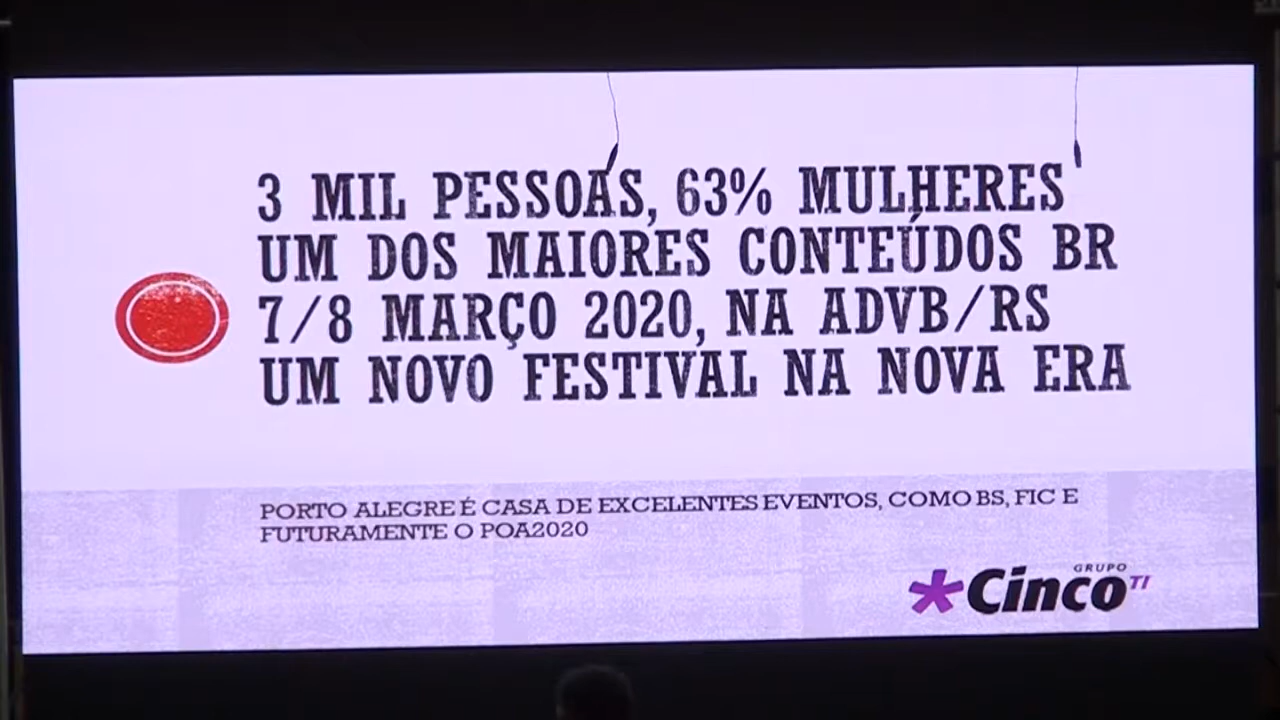 3 MIL PESSOAS, 63% MULHERES
UM DOS MAIORES CONTEÚDOS BR
7/8 MARÇO 2020, NA ADVB/RS
UM NOVO FESTIVAL NA NOVA ERA
PORTO ALEGRE É CASA DE EXCELENTES EVENTOS, COMO BS, FIC E
FUTURAMENTE O POA2020
GRUPO
*Cinco TI